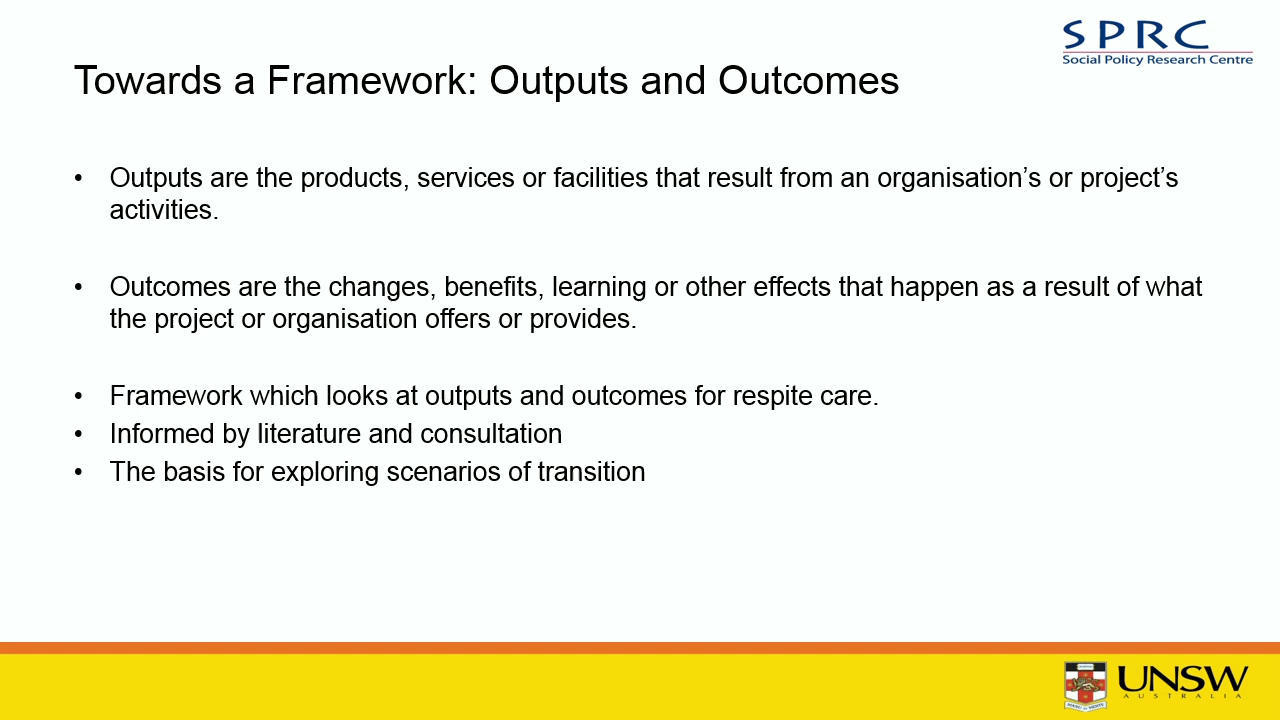 SPRC
Social Policy Research Centre
Towards a Framework: Outputs and Outcomes
• Outputs are the products, services or facilities that result from an organisation’s or project’s
activities.
• Outcomes are the changes, benefits, learning or other effects that happen as a result of what
the project or organisation offers or provides.
• Framework which looks at outputs and outcomes for respite care.
• Informed by literature and consultation
• The basis for exploring scenarios of transition
UNSW
AUSTRALIA